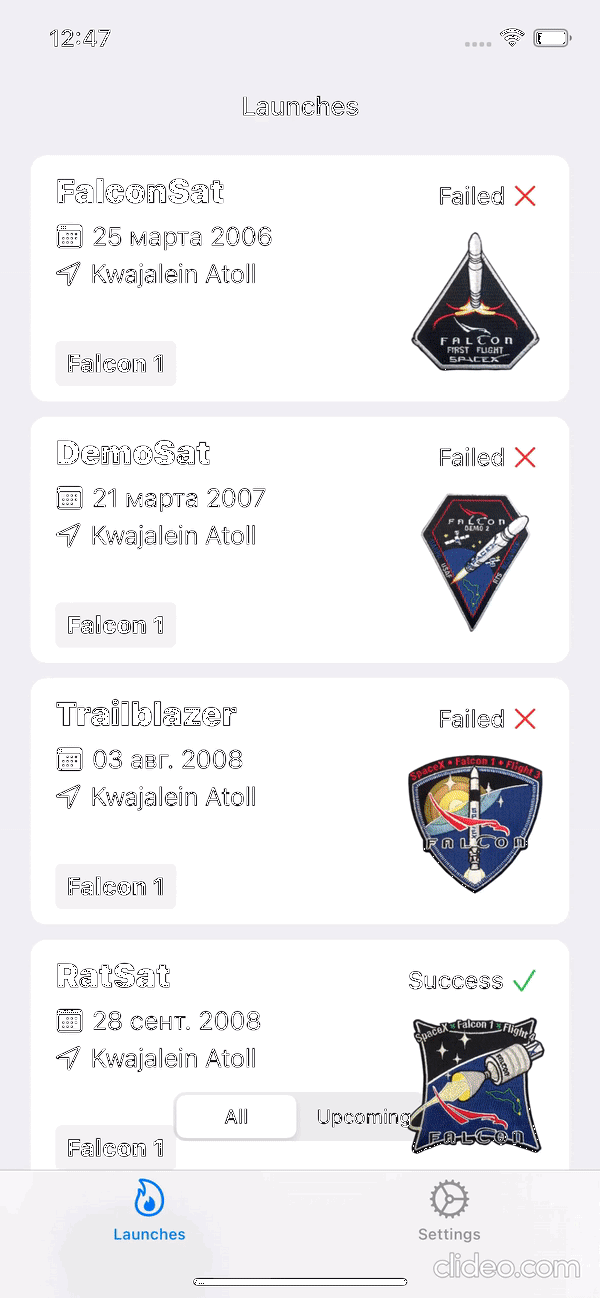 12:47
Launches
FalconSat
Failed
25 марта 2006
Kwajalein Atoll
FALCON
FIRST FLIGHT
SPACEX
Falcon 1
DemoSat
Failed
21 марта 2007
Kwajalein Atoll
FALCON
DEMO 2
SPACEX
Falcon 1
Trailblazer
Failed
03 авг. 2008
Kwajalein Atoll
SpaceX • Falcon 1 • Flight 3
FALCON
Falcon 1
RatSat
Success
28 сент. 2008
Kwajalein Atoll
SpaceX Falcon 1 Flight 4
FALCON
Falcon 1
All
Upcoming
Launches
Settings
clideo.com